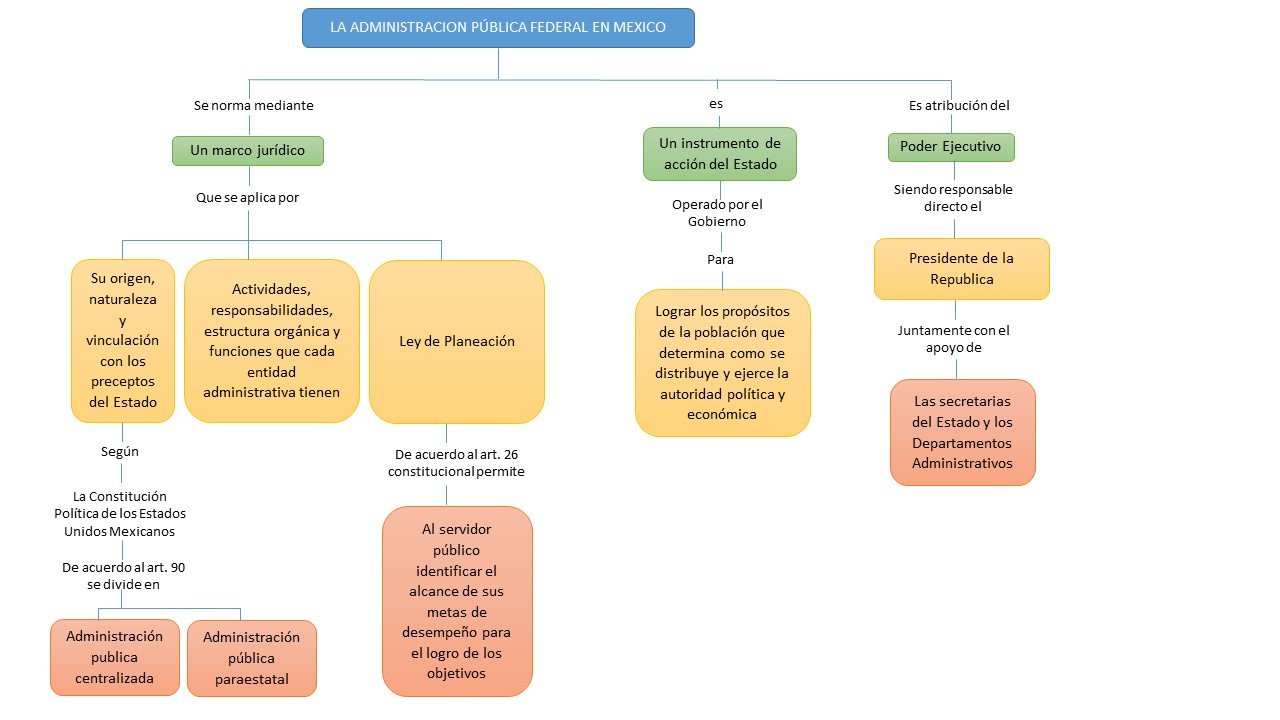 LA ADMINISTRACION PÚBLICA FEDERAL EN MEXICO
Se norma mediante
Un marco jurídico
Que se aplica por
Su origen,
naturaleza
y
vinculación
con los
preceptos
del Estado
Según
La Constitución
Política de los Estados
Unidos Mexicanos
De acuerdo al art. 90
se divide en
Administración
publica
centralizada
Administración
pública
paraestatal
Actividades,
responsabilidades,
estructura orgánica y
funciones que cada
entidad
administrativa tienen
Ley de Planeación
De acuerdo al art. 26
constitucional permite
Al servidor
público
identificar el
alcance de sus
metas de
desempeño para
el logro de los
objetivos
es
Un instrumento de
acción del Estado
Operado por el
Gobierno
Para
Lograr los propósitos
de la población que
determina como se
distribuye y ejerce la
autoridad política y
económica
Es atribución del
Poder Ejecutivo
Siendo responsable
directo el
Presidente de la
Republica
Juntamente con el
apoyo de
Las secretarias
del Estado y los
Departamentos
Administrativos